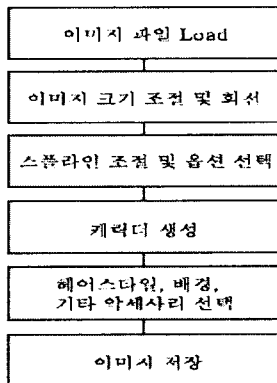 이미지 파일 Load
이미지 크기 조절 및 회선
스플라인 조절 및 옵션 선택
캐릭터 생성
헤어스타일, 배경,
기타 악세사리 선택
이미지 저장